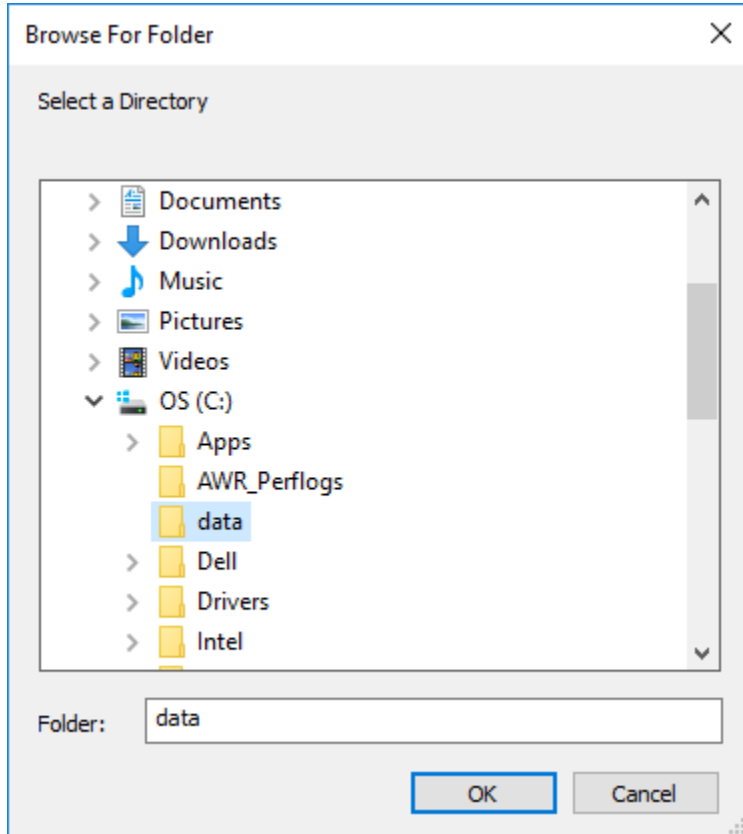 Browse For Folder
Select a Directory
Documents
Downloads
Music
Pictures
Videos
OS (C:)
Apps
AWR_Perflogs
data
Dell
Drivers
Intel
Folder: data
OK Cancel